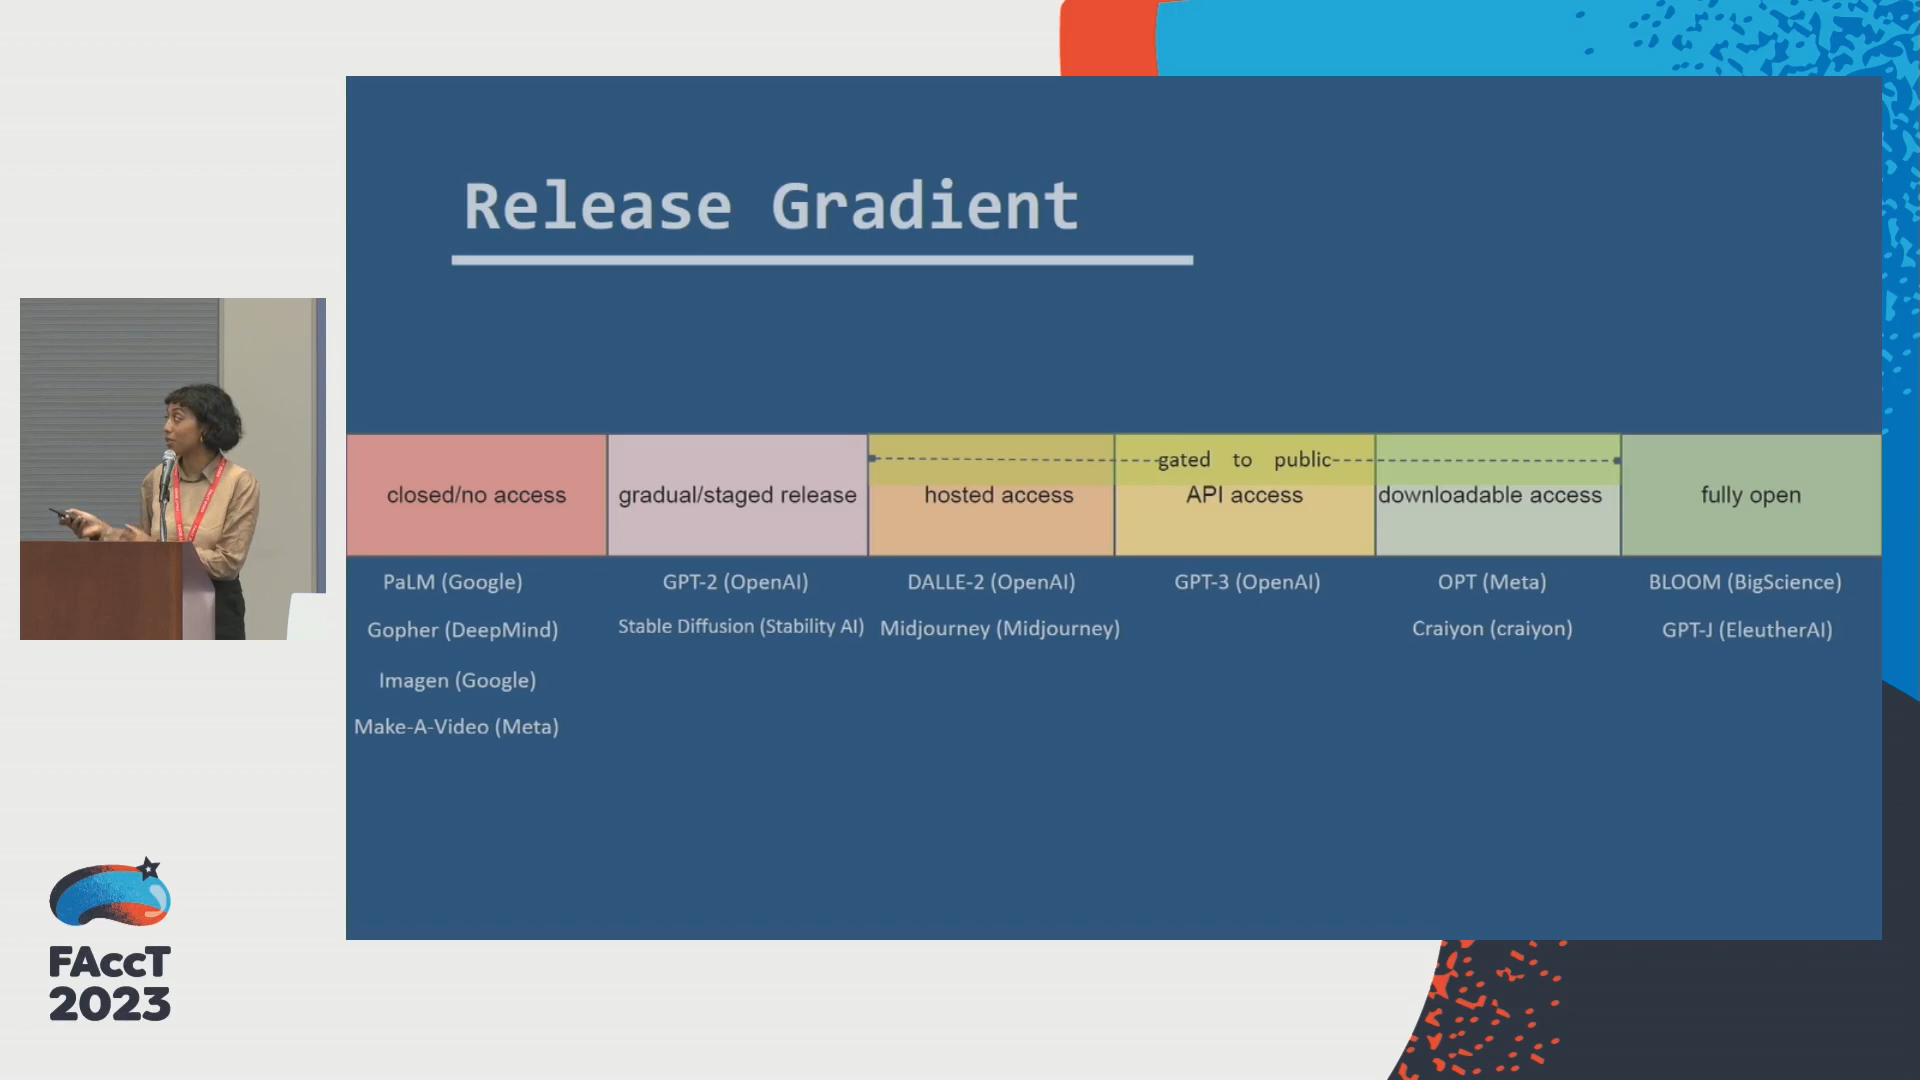 Release Gradient
gated to public
closed/no access
gradual/staged release
hosted access
API access
downloadable access
fully open
PaLM (Google)
GPT-2 (OpenAI)
DALLE-2 (OpenAI)
GPT-3 (OpenAI)
OPT (Meta)
BLOOM (BigScience)
Gopher (DeepMind)
Stable Diffusion (Stability AI)
Midjourney (Midjourney)
Craiyon (craiyon)
GPT-J (EleutherAI)
Imagen (Google)
Make-A-Video (Meta)
FAccT
2023